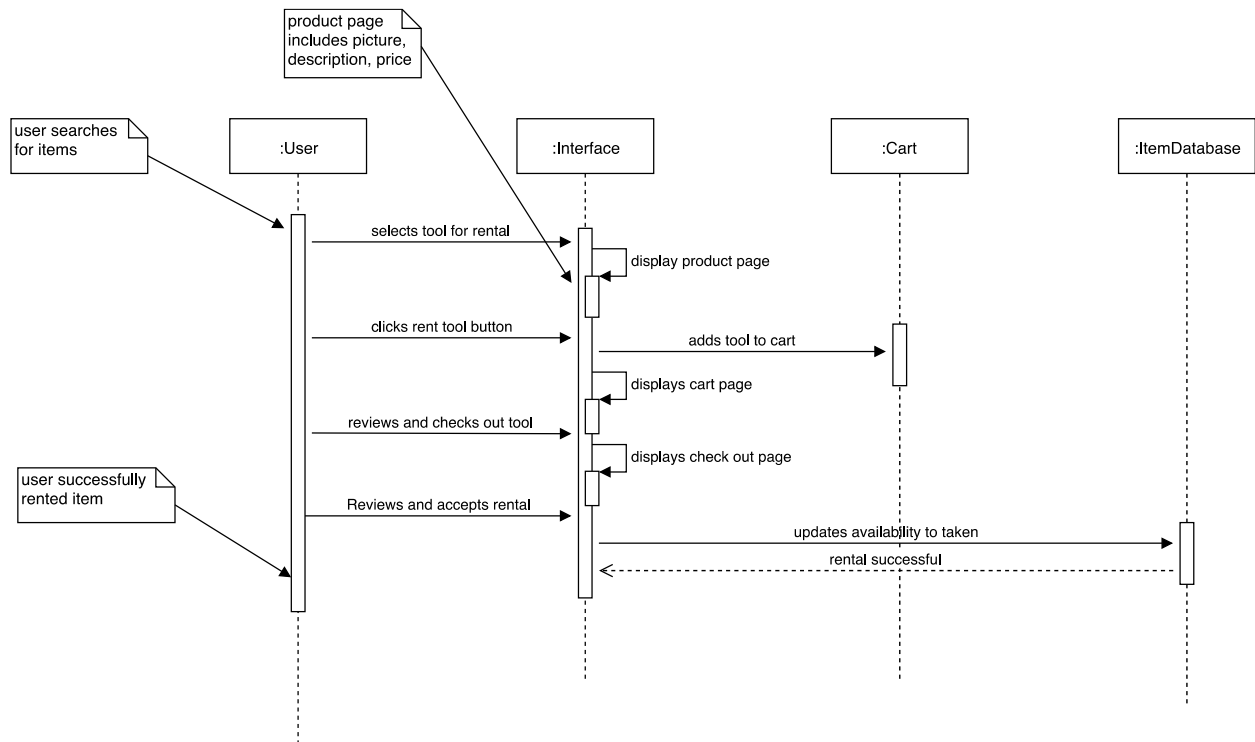 product page
includes picture,
description, price
user searches
for items
:User
:Interface
:Cart
:ItemDatabase
selects tool for rental
display product page
clicks rent tool button
adds tool to cart
displays cart page
reviews and checks out tool
displays check out page
user successfully
rented item
Reviews and accepts rental
updates availability to taken
rental successful